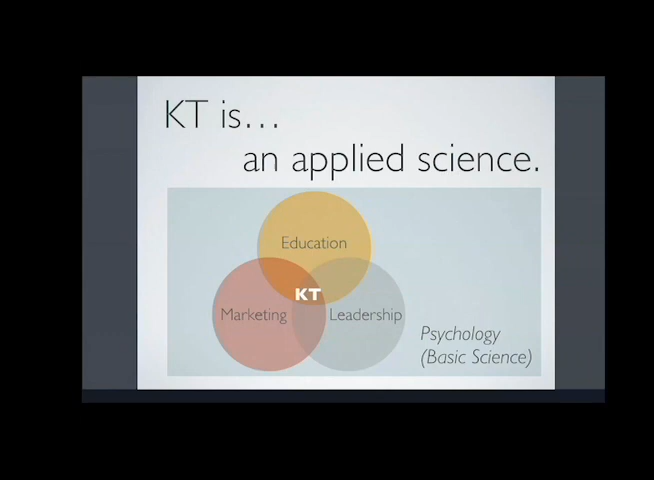 KT is...
an applied science.
Education
KT
Marketing
Leadership
Psychology
(Basic Science)